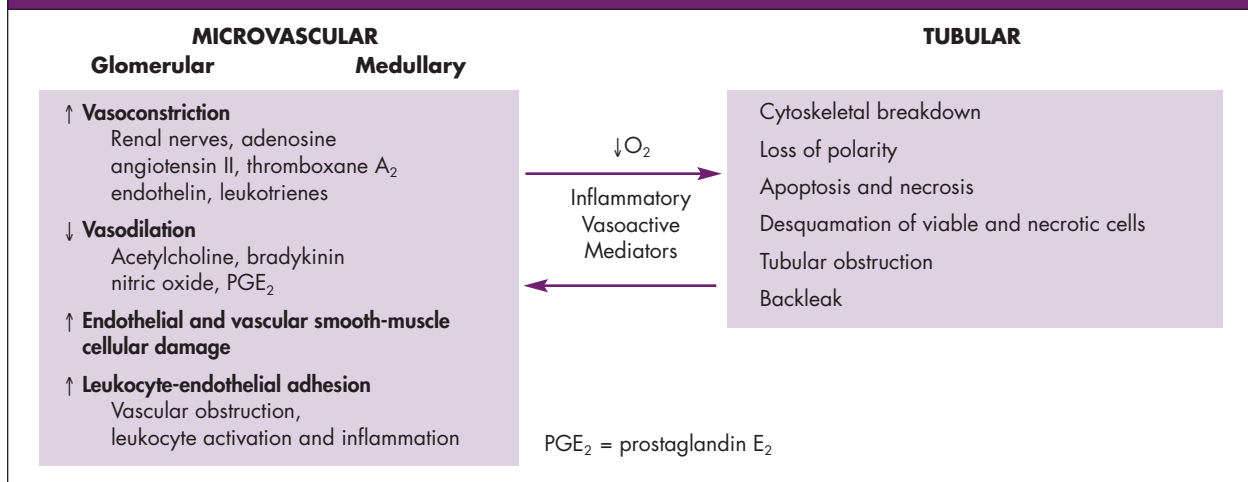 MICROVASCULAR
Glomerular Medullary
↑ Vasoconstriction
Renal nerves, adenosine
angiotensin II, thromboxane A₂
endothelin, leukotrienes
↓ Vasodilation
Acetylcholine, bradykinin
nitric oxide, PGE₂
↑ Endothelial and vascular smooth-muscle
cellular damage
↑ Leukocyte-endothelial adhesion
Vascular obstruction,
leukocyte activation and inflammation
↓O₂
Inflammatory
Vasoactive
Mediators
TUBULAR
Cytoskeletal breakdown
Loss of polarity
Apoptosis and necrosis
Desquamation of viable and necrotic cells
Tubular obstruction
Backleak
PGE₂ = prostaglandin E₂